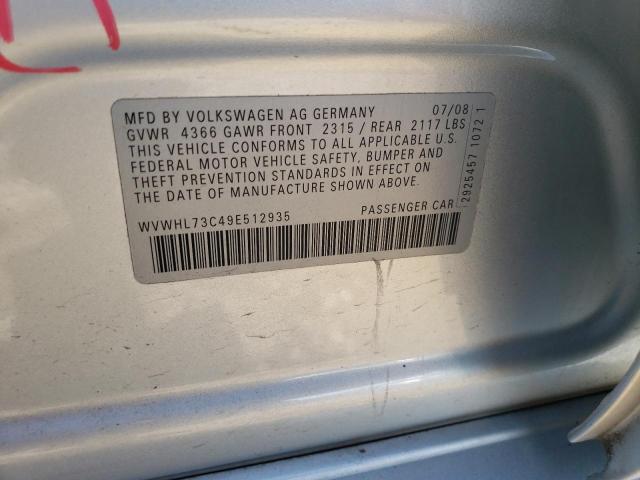 MFD BY VOLKSWAGEN AG GERMANY 07/08
GVWR 4366 GAWR FRONT 2315 / REAR 2117 LBS
THIS VEHICLE CONFORMS TO ALL APPLICABLE U.S.
FEDERAL MOTOR VEHICLE SAFETY, BUMPER AND
THEFT PREVENTION STANDARDS IN EFFECT ON
THE DATE OF MANUFACTURE SHOWN ABOVE.
WVWHL73C49E512935 PASSENGER CAR
2925457 1072 1